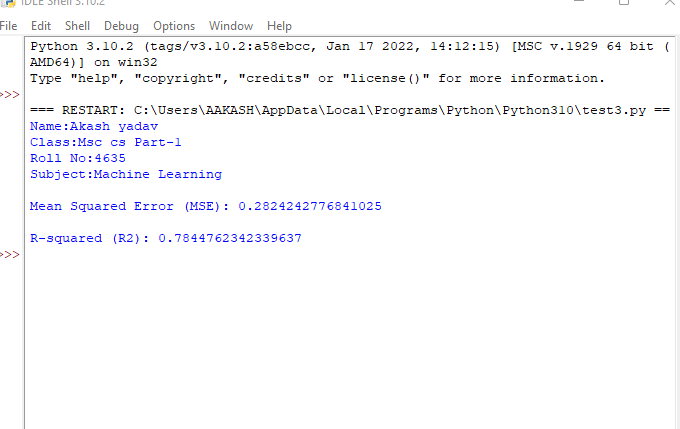 IDLE Shell 3.10.2
File Edit Shell Debug Options Window Help
Python 3.10.2 (tags/v3.10.2:a58ebcc, Jan 17 2022, 14:12:15) [MSC v.1929 64 bit (
AMD64)] on win32
Type "help", "copyright", "credits" or "license()" for more information.
>>>
=== RESTART: C:\Users\AAKASH\AppData\Local\Programs\Python\Python310\test3.py ==
Name:Akash yadav
Class:Msc cs Part-1
Roll No:4635
Subject:Machine Learning
Mean Squared Error (MSE): 0.2824242776841025
R-squared (R2): 0.7844762342339637
>>>